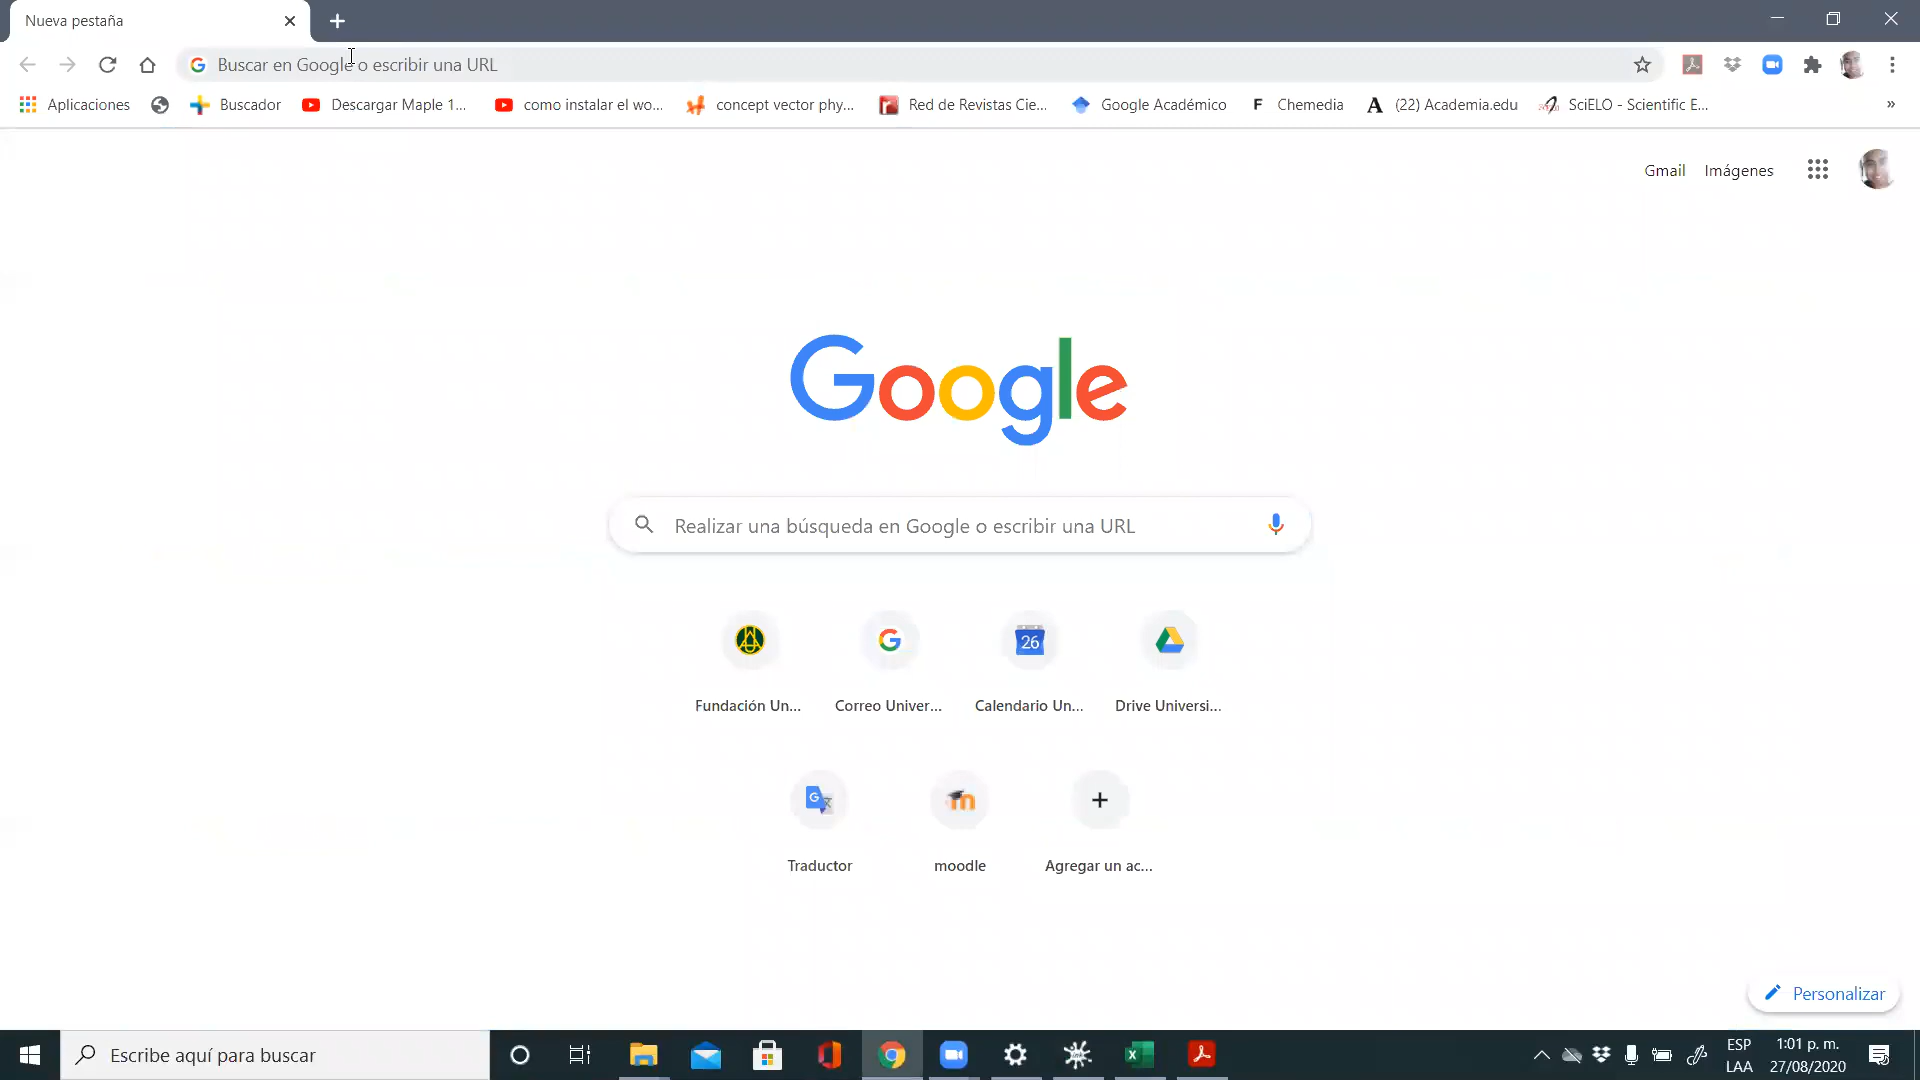 Nueva pestaña
Buscar en Google o escribir una URL
Aplicaciones Buscador Descargar Maple 1... como instalar el wo... concept vector phy... Red de Revistas Cie... Google Académico Chemedia (22) Academia.edu SciELO - Scientific E... »
Gmail Imágenes
Google
Realizar una búsqueda en Google o escribir una URL
26
Fundación Un... Correo Univer... Calendario Un... Drive Universi...
Traductor moodle Agregar un ac...
Personalizar
Escribe aquí para buscar
ESP 1:01 p. m.
LAA 27/08/2020